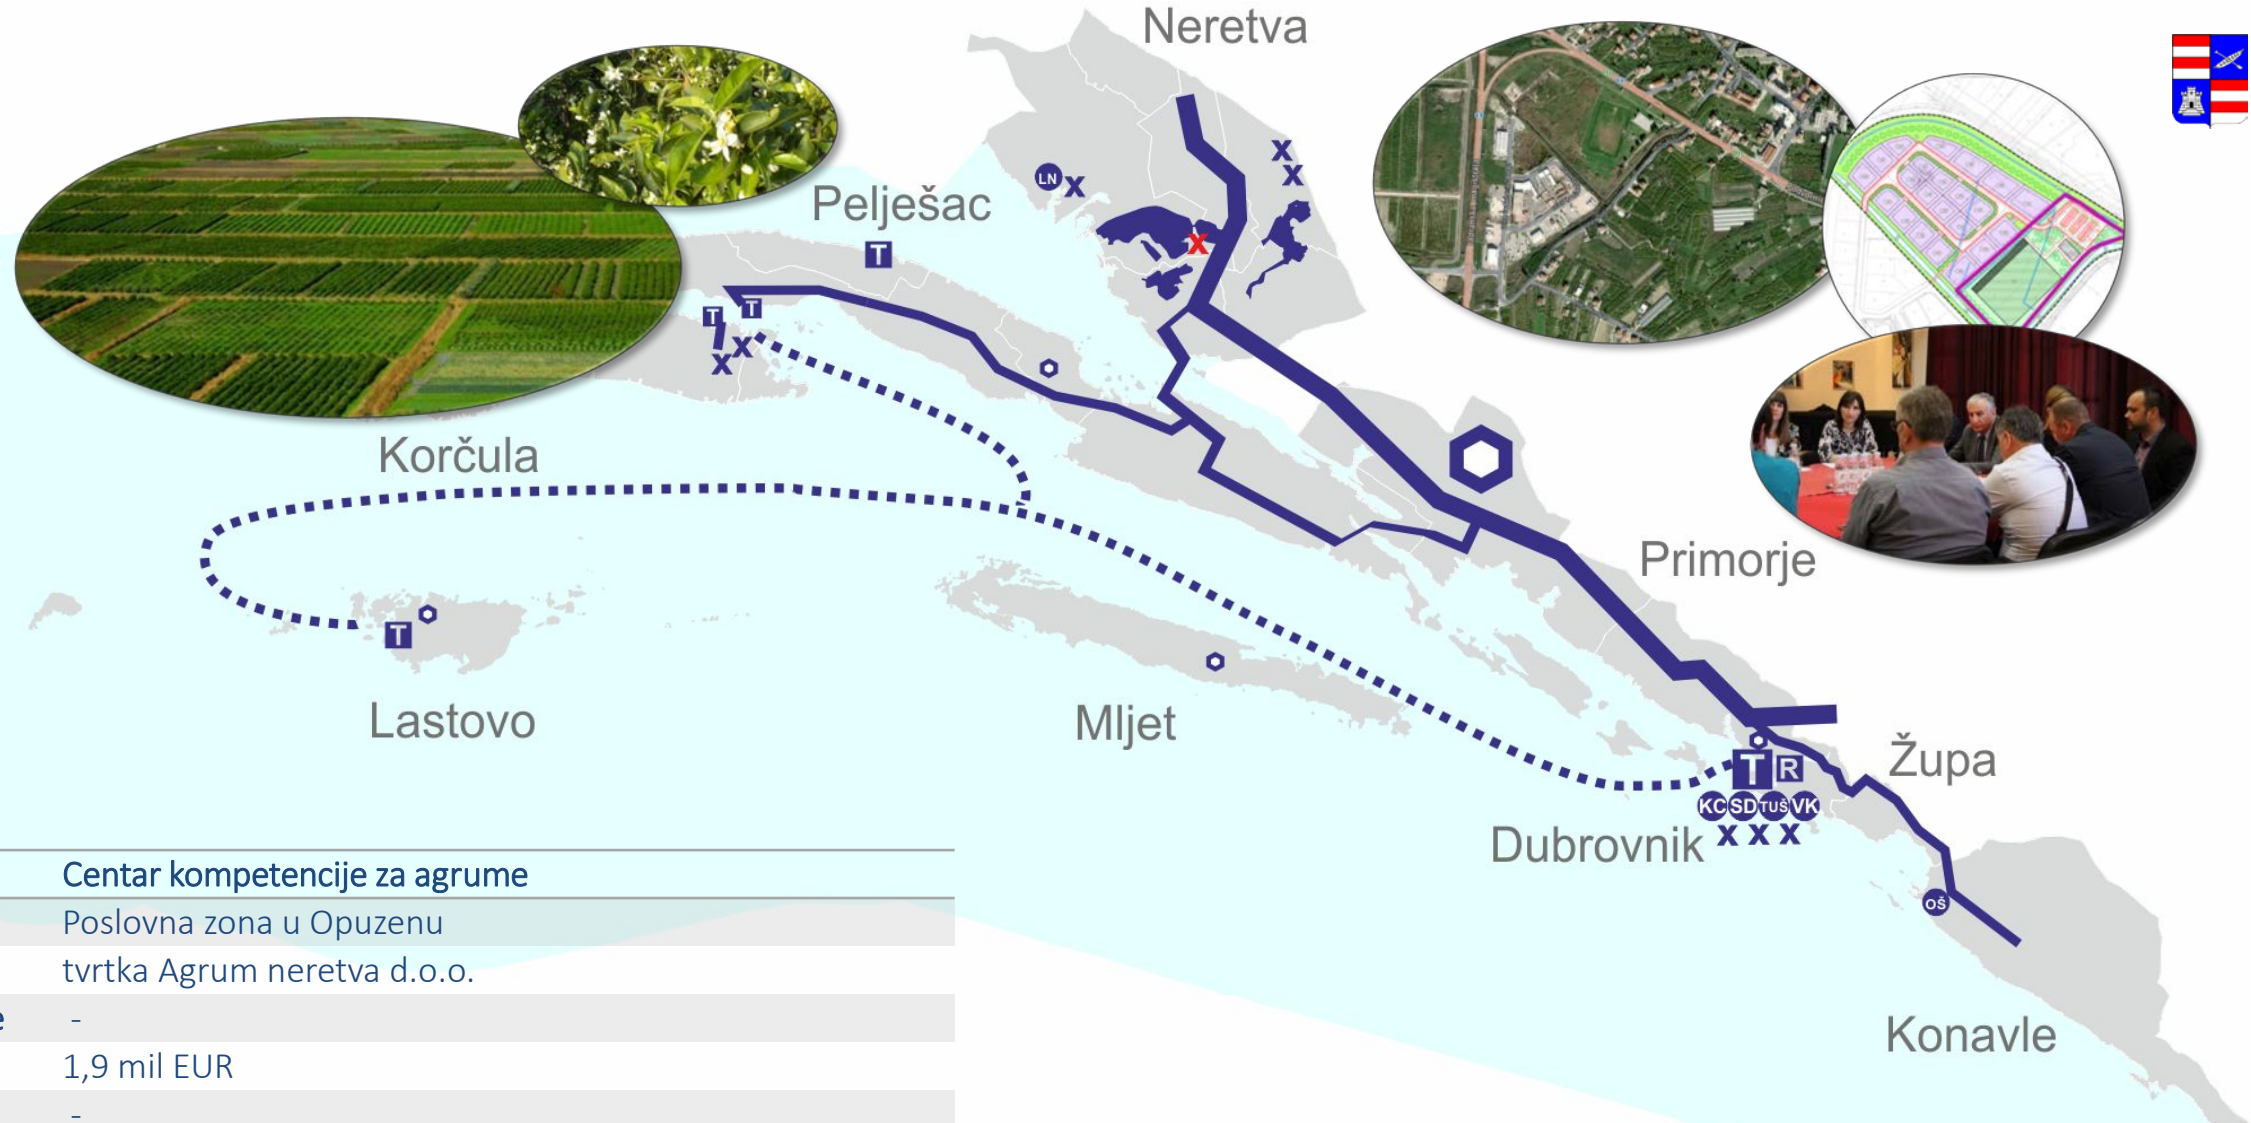 Neretva
LN X
X
X
Pelješac
T
X
T
T
X
X
Korčula
Primorje
T
Lastovo
Mljet
Župa
T R
KC SD TUŠ VK
Dubrovnik X X X
OŠ
Konavle
Centar kompetencije za agrume
Poslovna zona u Opuzenu
tvrtka Agrum neretva d.o.o.
e -
1,9 mil EUR
-